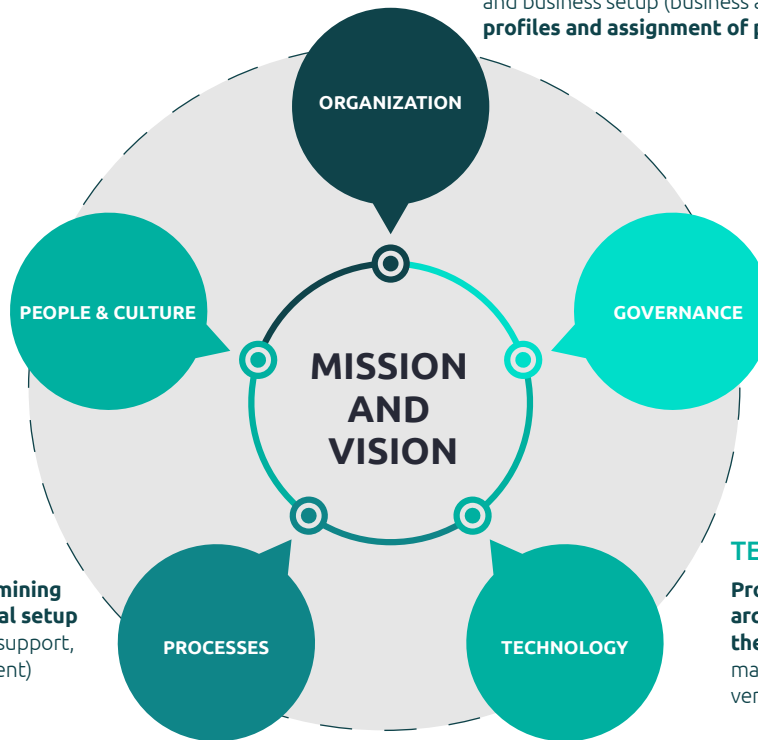 and business setup (business a
profiles and assignment of p
ORGANIZATION
PEOPLE & CULTURE
GOVERNANCE
MISSION
AND
VISION
mining
al setup
support,
ent)
PROCESSES
TECHNOLOGY
TE
Pro
arc
the
ma
ver